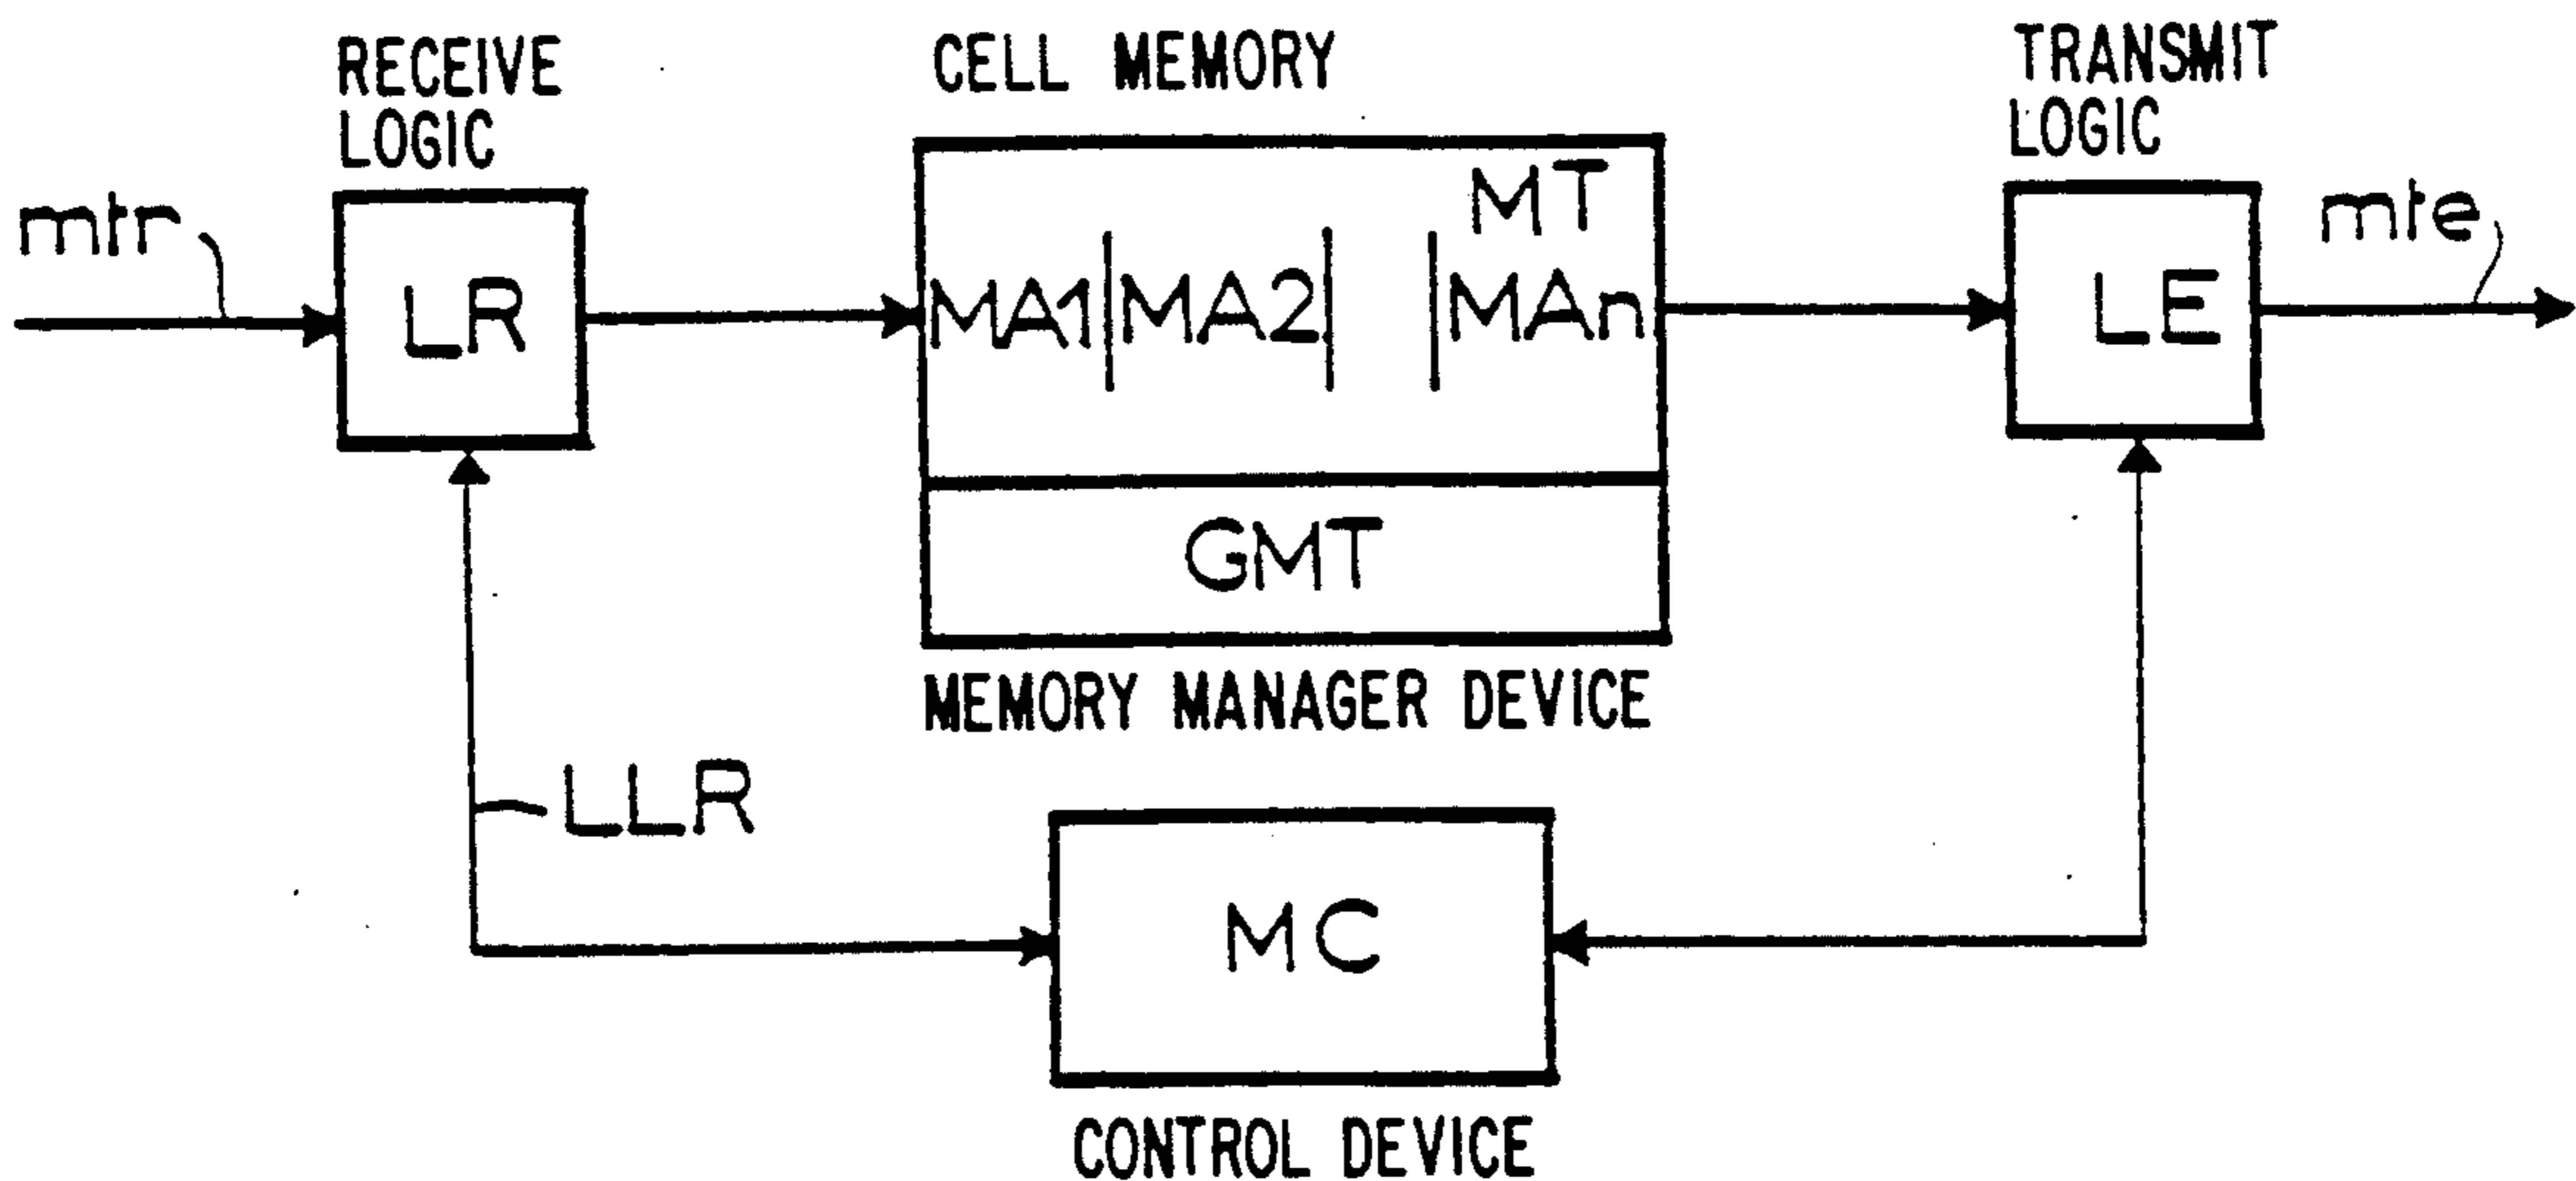 RECEIVE
LOGIC
CELL MEMORY
TRANSMIT
LOGIC
mtr
LR
MT
MA1 MA2 MAn
LE
mte
GMT
MEMORY MANAGER DEVICE
LLR
MC
CONTROL DEVICE